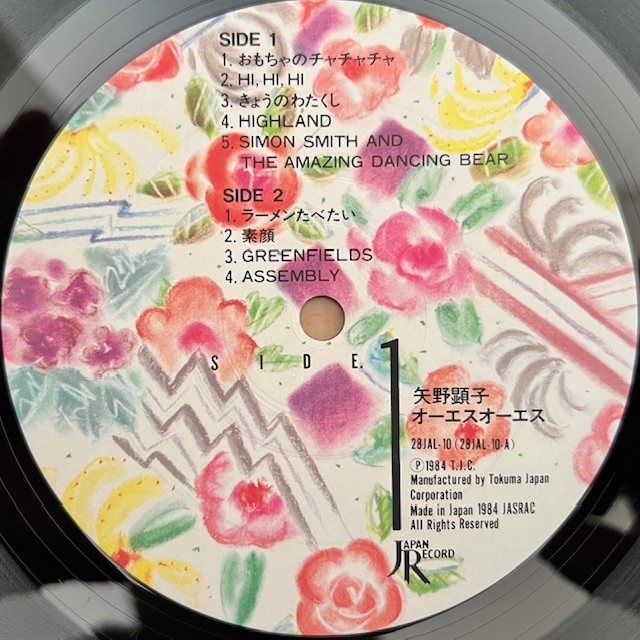 SIDE 1
1. おもちゃのチャチャチャ
2. HI, HI, HI
3. きょうのわたくし
4. HIGHLAND
5. SIMON SMITH AND
THE AMAZING DANCING BEAR
SIDE 2
1. ラーメンたべたい
2. 素顔
3. GREENFIELDS
4. ASSEMBLY
SIDE. 1
矢野顕子
オーエスオーエス
28JAL-10 (28JAL-10-A)
Ⓟ 1984 T.J.C.
Manufactured by Tokuma Japan
Corporation
Made in Japan 1984 JASRAC
All Rights Reserved
JAPAN RECORD